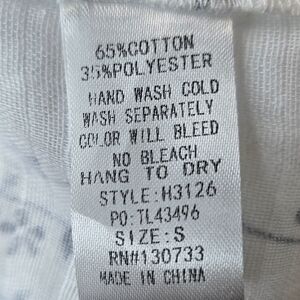 65%COTTON
35%POLYESTER
HAND WASH COLD
WASH SEPARATELY
COLOR WILL BLEED
NO BLEACH
HANG TO DRY
STYLE:H3126
PO:TL43496
SIZE:S
RN#130733
MADE IN CHINA